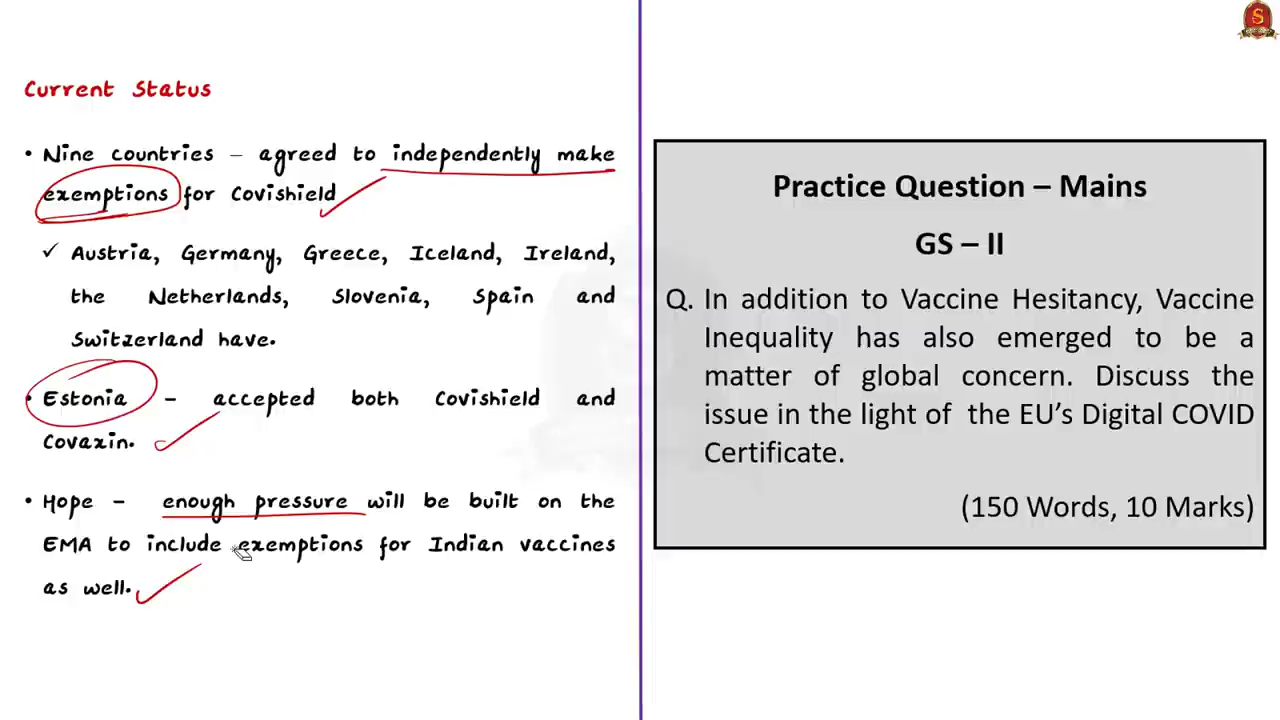 Current Status
• Nine countries – agreed to independently make
exemptions for Covishield
✓ Austria, Germany, Greece, Iceland, Ireland,
the Netherlands, Slovenia, Spain and
Switzerland have.
• Estonia - accepted both Covishield and
Covaxin.
• Hope - enough pressure will be built on the
EMA to include exemptions for Indian vaccines
as well.
S
Practice Question – Mains
GS – II
Q. In addition to Vaccine Hesitancy, Vaccine
Inequality has also emerged to be a
matter of global concern. Discuss the
issue in the light of the EU’s Digital COVID
Certificate.
(150 Words, 10 Marks)